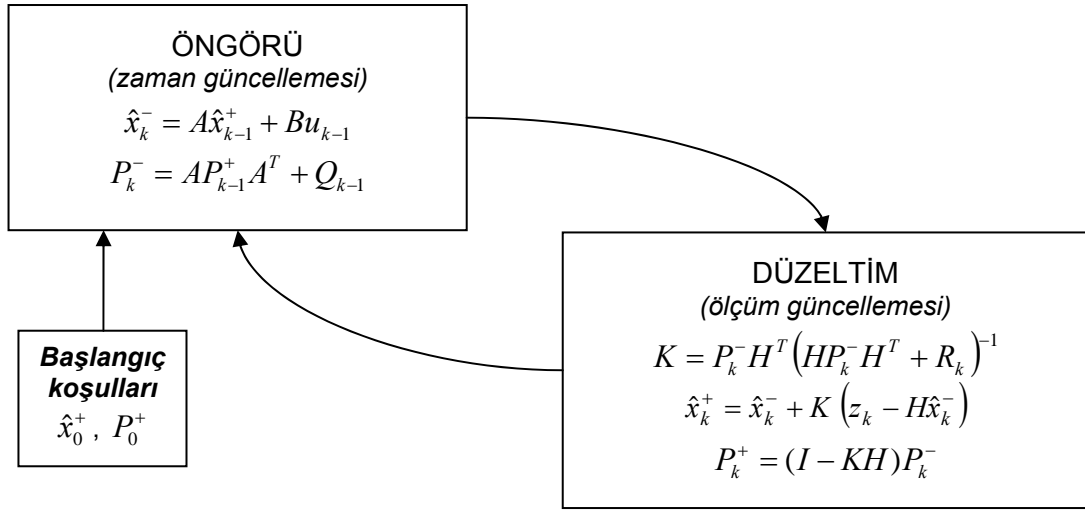 ÖNGÖRÜ
(zaman güncellemesi)
x̂ₖ⁻ = Ax̂ₖ₋₁⁺ + Buₖ₋₁
Pₖ⁻ = APₖ₋₁⁺Aᵀ + Qₖ₋₁
Başlangıç
koşulları
x̂₀⁺ , P₀⁺
DÜZELTİM
(ölçüm güncellemesi)
K = Pₖ⁻Hᵀ(HPₖ⁻Hᵀ + Rₖ)⁻¹
x̂ₖ⁺ = x̂ₖ⁻ + K (zₖ − Hx̂ₖ⁻)
Pₖ⁺ = (I − KH)Pₖ⁻